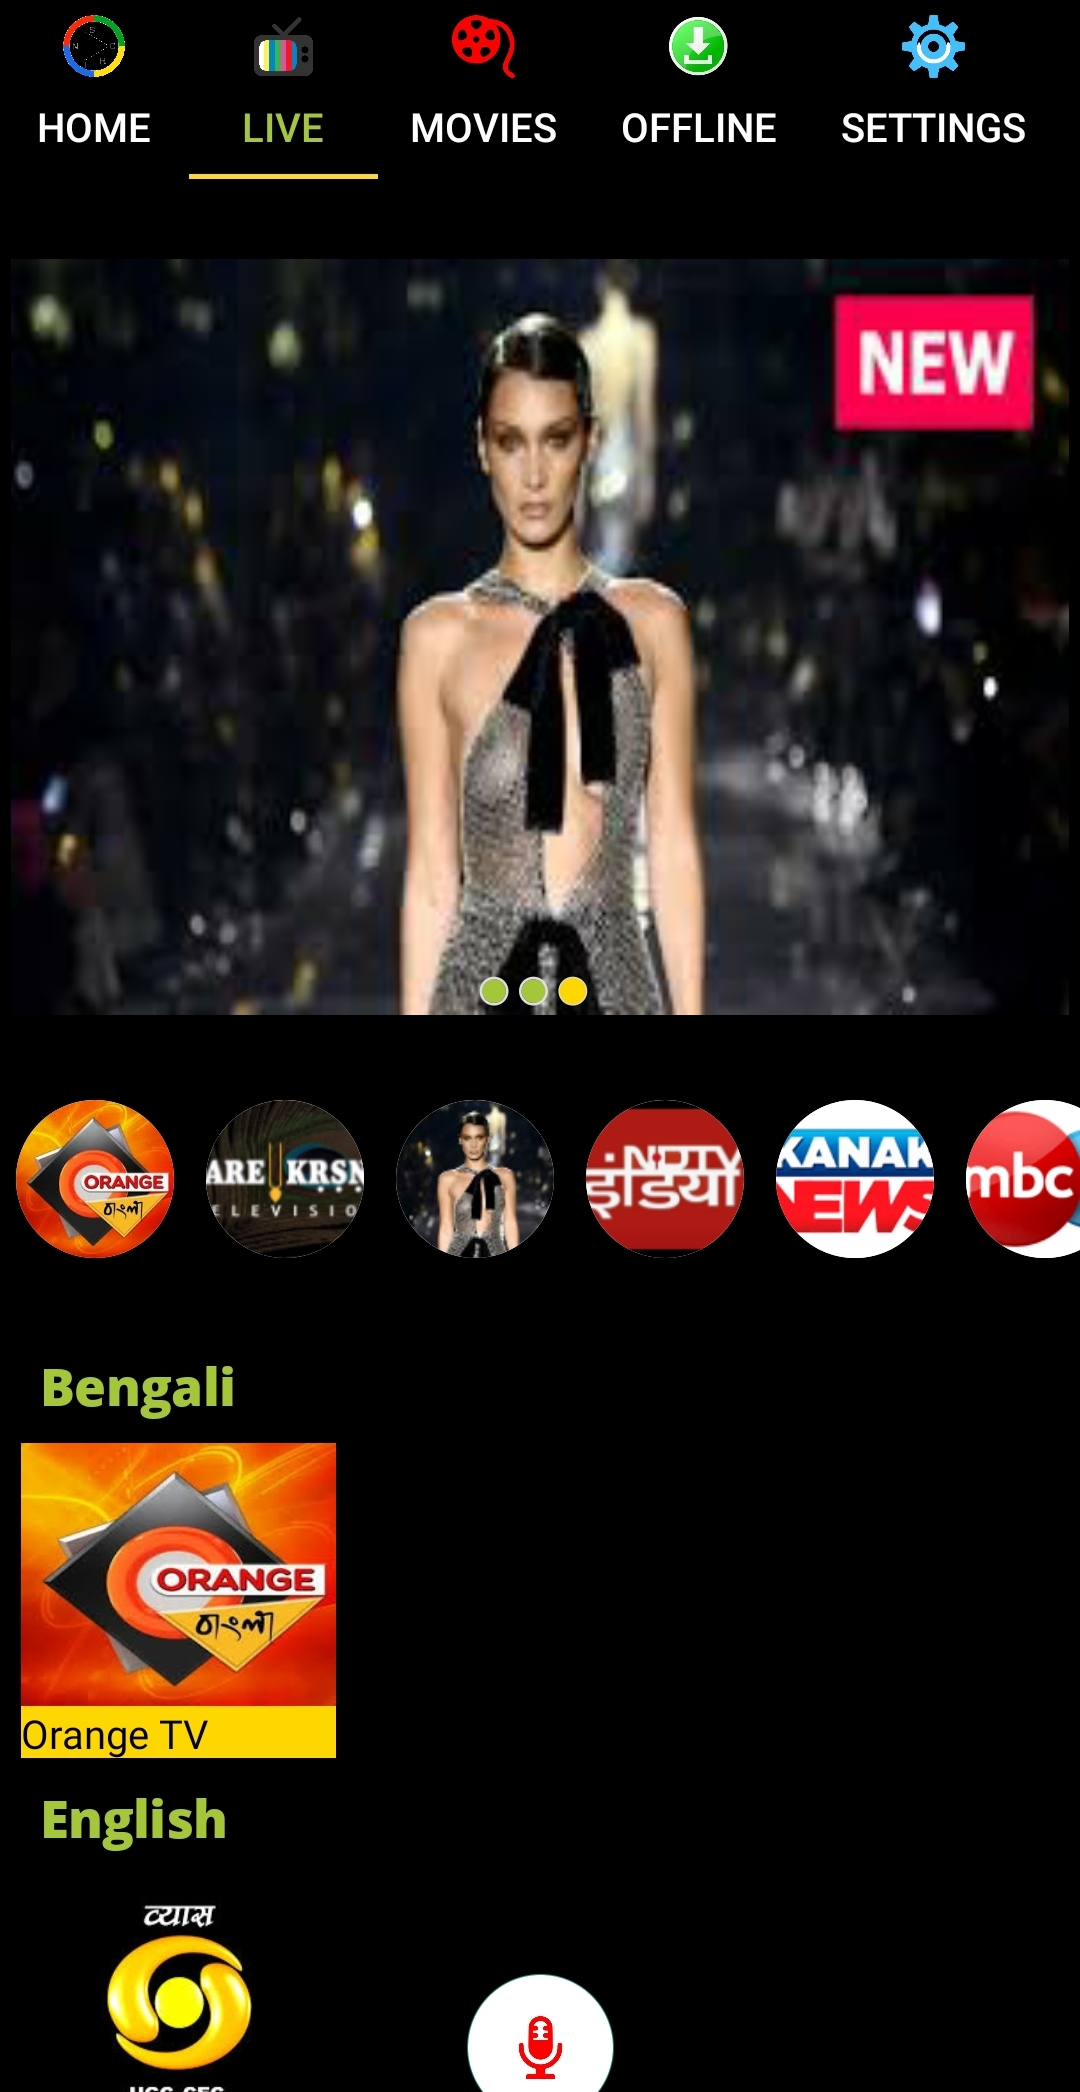 HOME
LIVE
MOVIES
OFFLINE
SETTINGS
NEW
ORANGE
বাংলা
ARE KRSN
ELEVISIO
NDTV
इंडिया
KANAK
NEWS
mbc
Bengali
ORANGE
বাংলা
Orange TV
English
व्यास